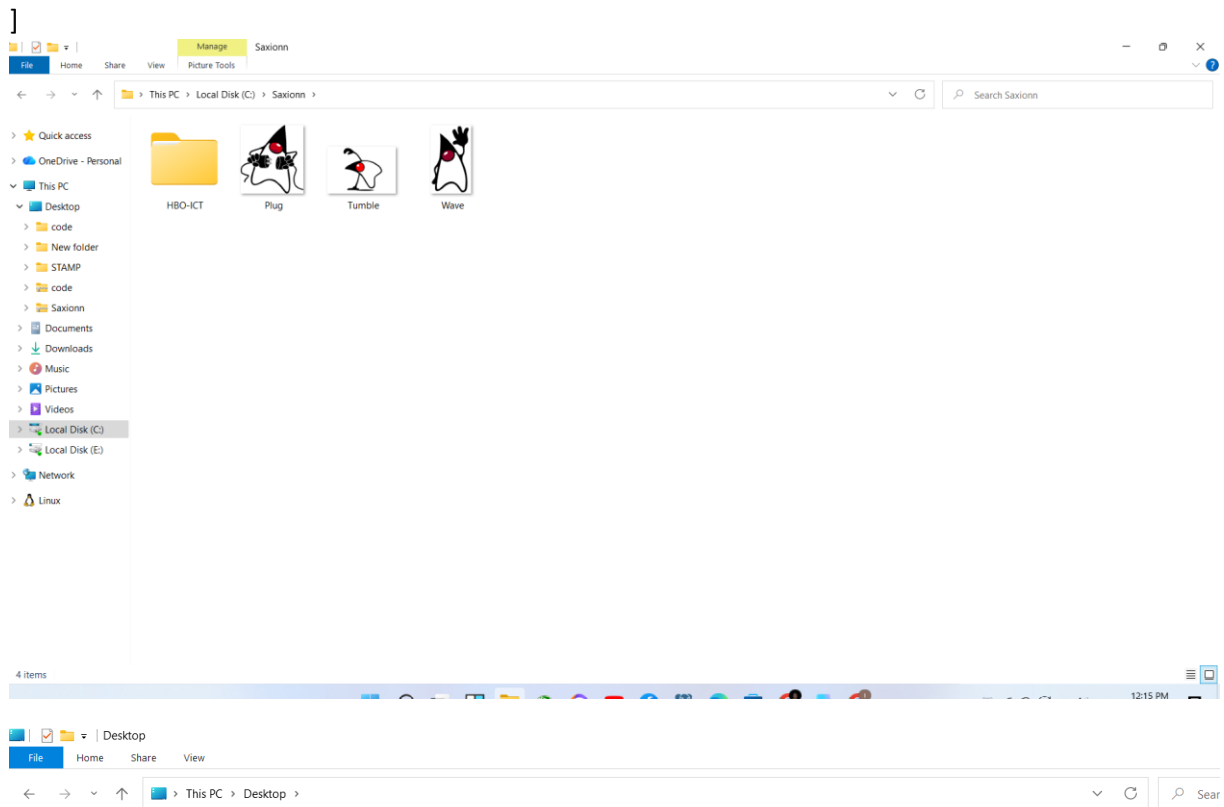 ]
Manage Saxionn
File Home Share View Picture Tools
This PC > Local Disk (C:) > Saxionn >
Search Saxionn
Quick access
OneDrive - Personal
This PC
Desktop
code
New folder
STAMP
code
Saxionn
Documents
Downloads
Music
Pictures
Videos
Local Disk (C:)
Local Disk (E:)
Network
Linux
HBO-ICT Plug Tumble Wave
4 items
12:15 PM
Desktop
File Home Share View
This PC > Desktop >
Sear